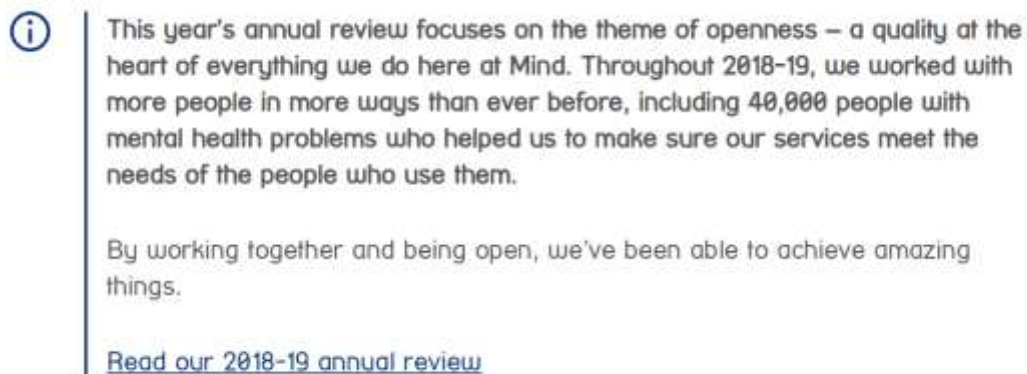 This year's annual review focuses on the theme of openness – a quality at the
heart of everything we do here at Mind. Throughout 2018-19, we worked with
more people in more ways than ever before, including 40,000 people with
mental health problems who helped us to make sure our services meet the
needs of the people who use them.
By working together and being open, we've been able to achieve amazing
things.
Read our 2018-19 annual review